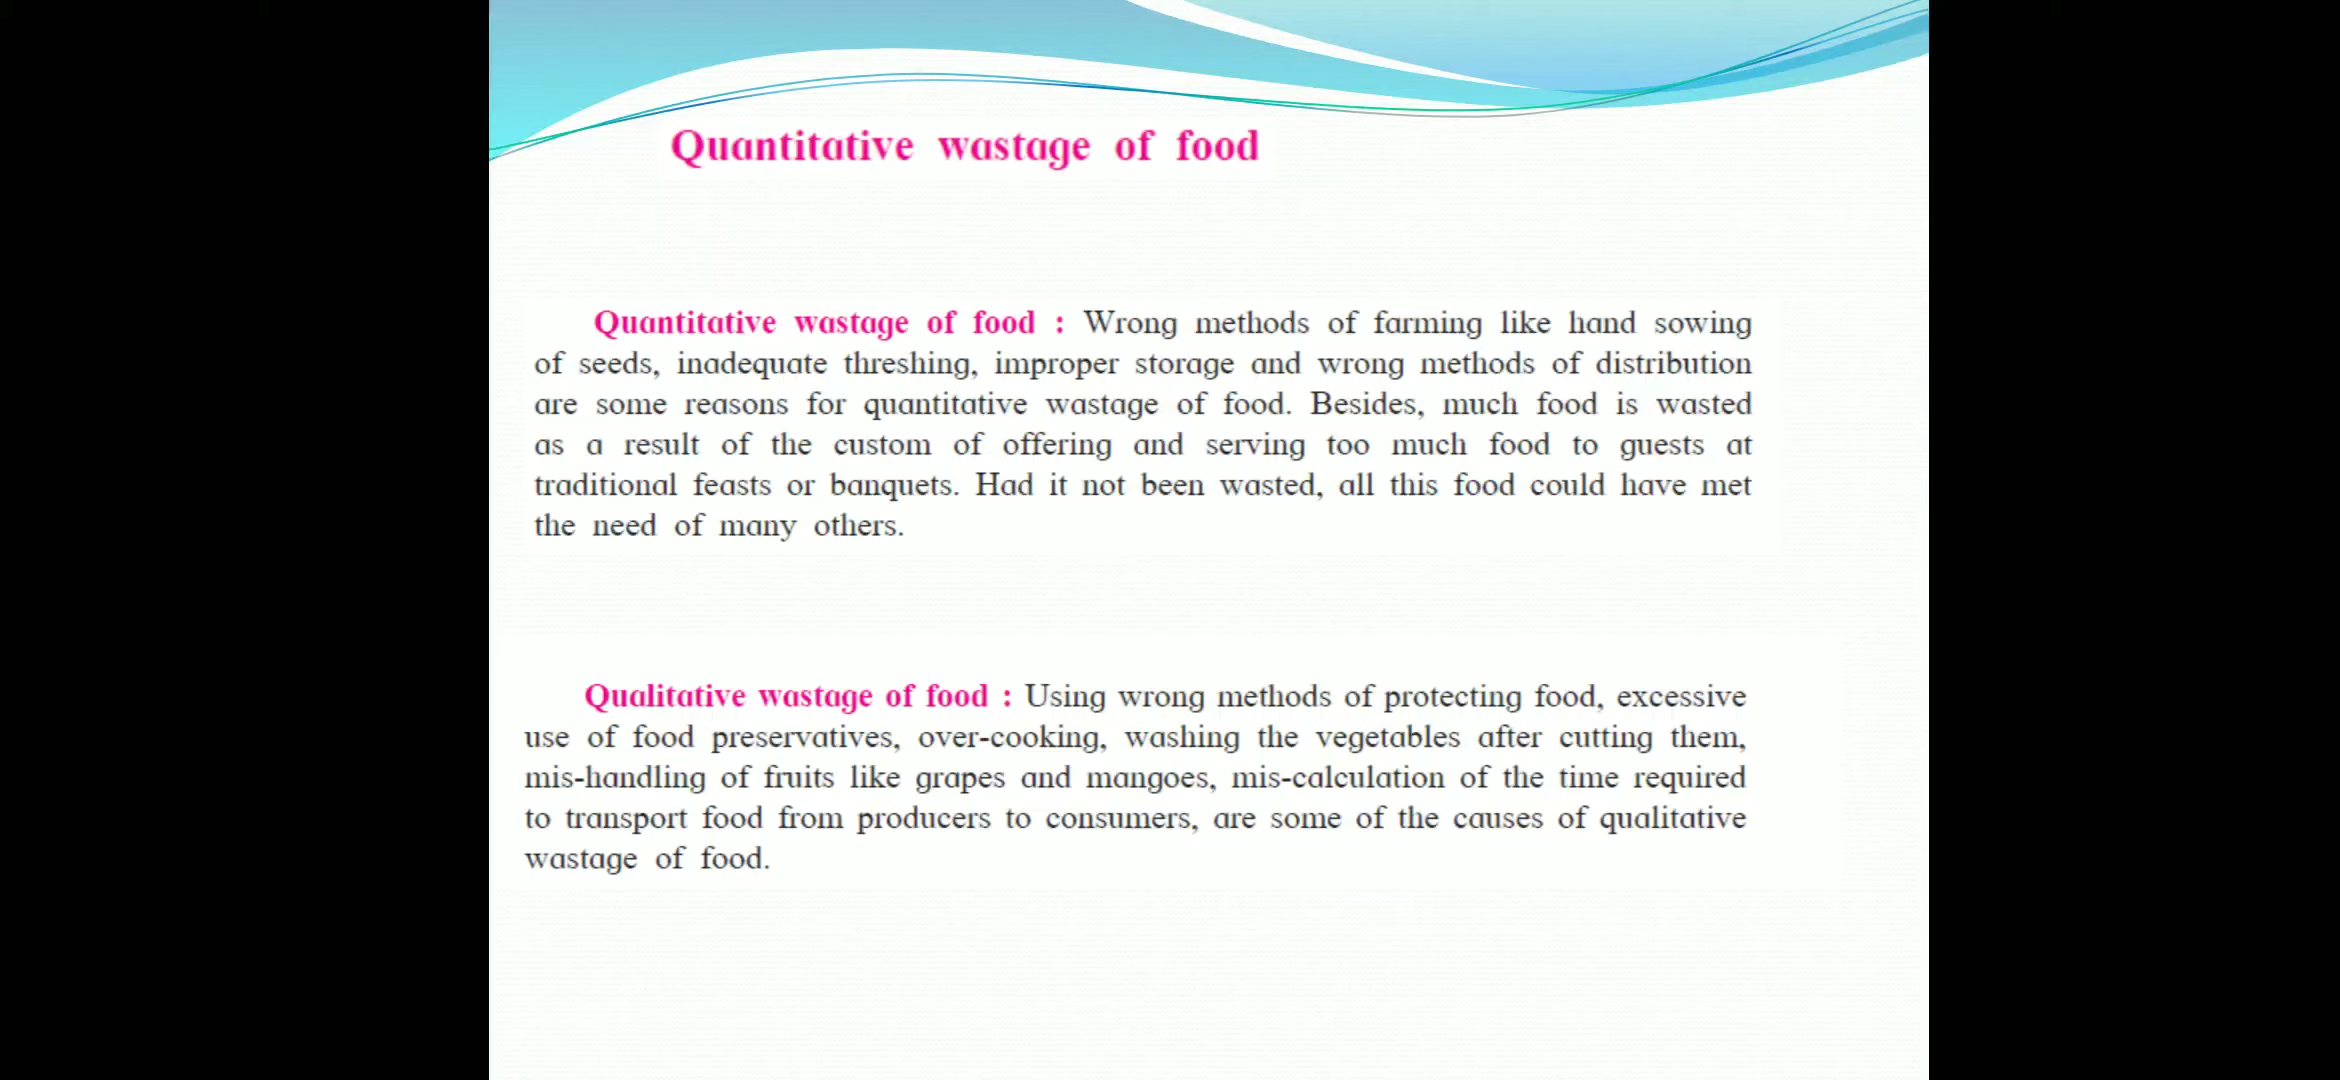 Quantitative wastage of food
Quantitative wastage of food : Wrong methods of farming like hand sowing
of seeds, inadequate threshing, improper storage and wrong methods of distribution
are some reasons for quantitative wastage of food. Besides, much food is wasted
as a result of the custom of offering and serving too much food to guests at
traditional feasts or banquets. Had it not been wasted, all this food could have met
the need of many others.
Qualitative wastage of food : Using wrong methods of protecting food, excessive
use of food preservatives, over-cooking, washing the vegetables after cutting them,
mis-handling of fruits like grapes and mangoes, mis-calculation of the time required
to transport food from producers to consumers, are some of the causes of qualitative
wastage of food.